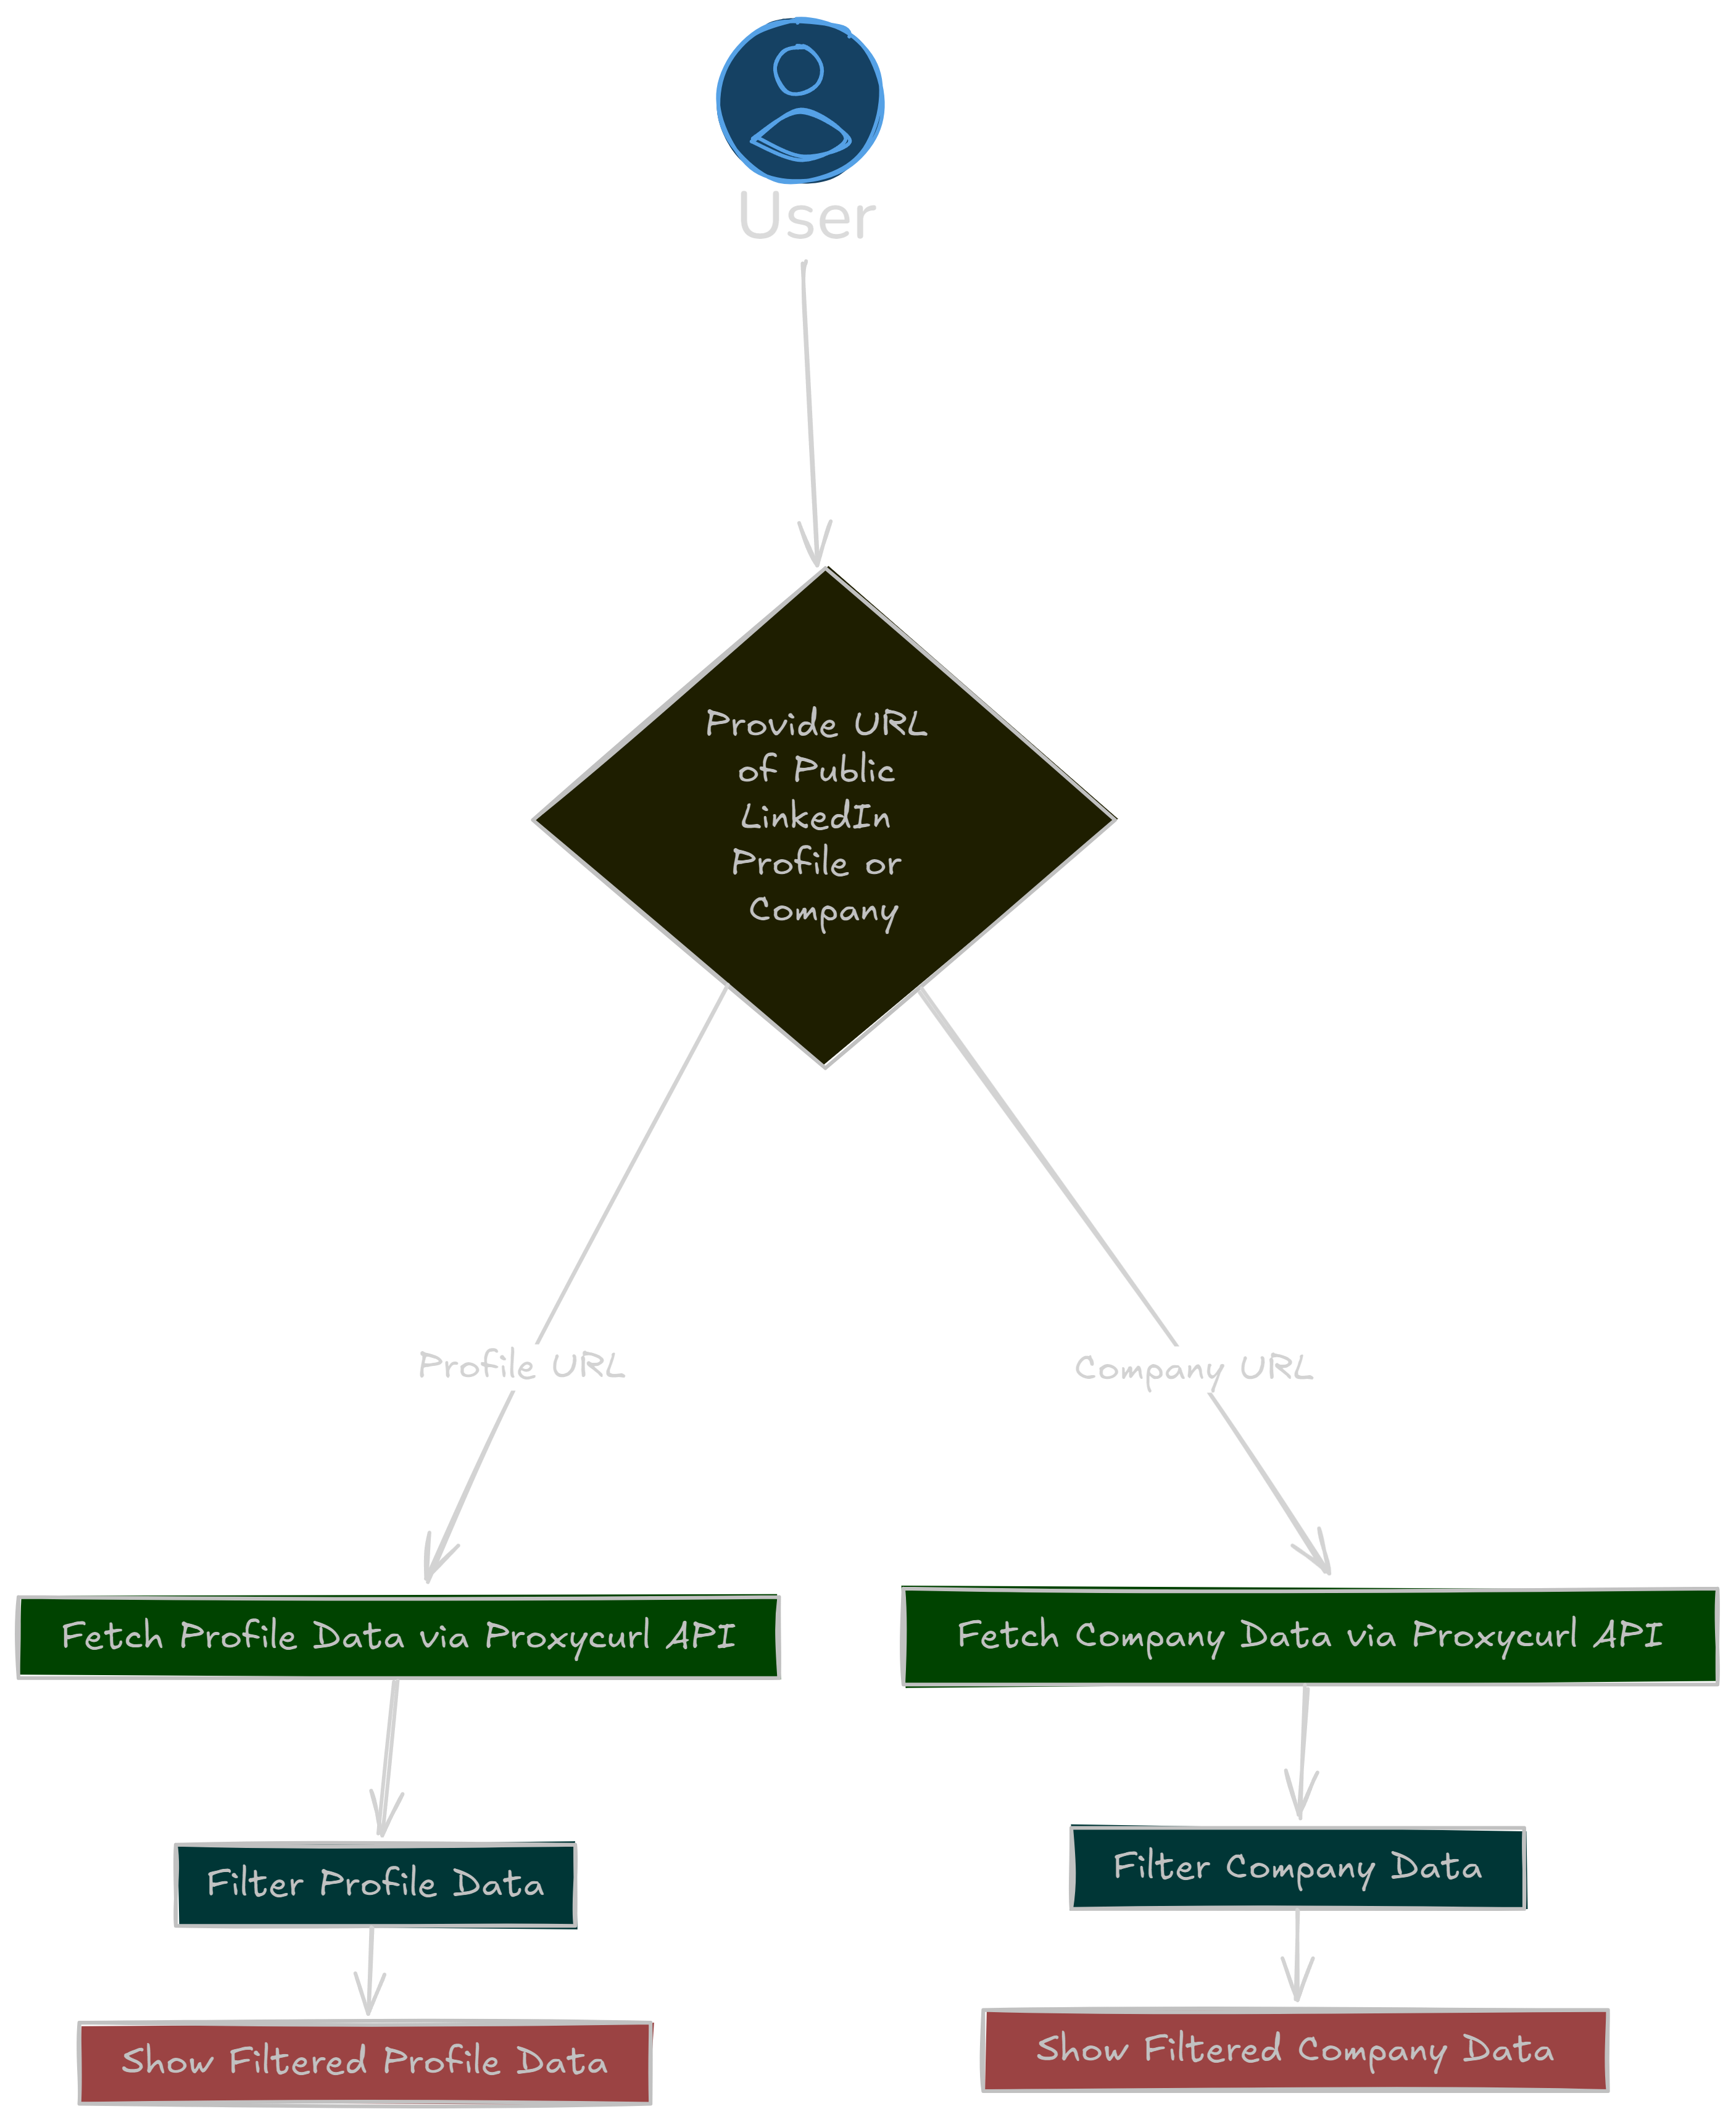 User
Provide URL
of Public
LinkedIn
Profile or
Company
Profile URL
Company URL
Fetch Profile Data via Proxycurl API
Fetch Company Data via Proxycurl API
Filter Profile Data
Filter Company Data
Show Filtered Profile Data
Show Filtered Company Data